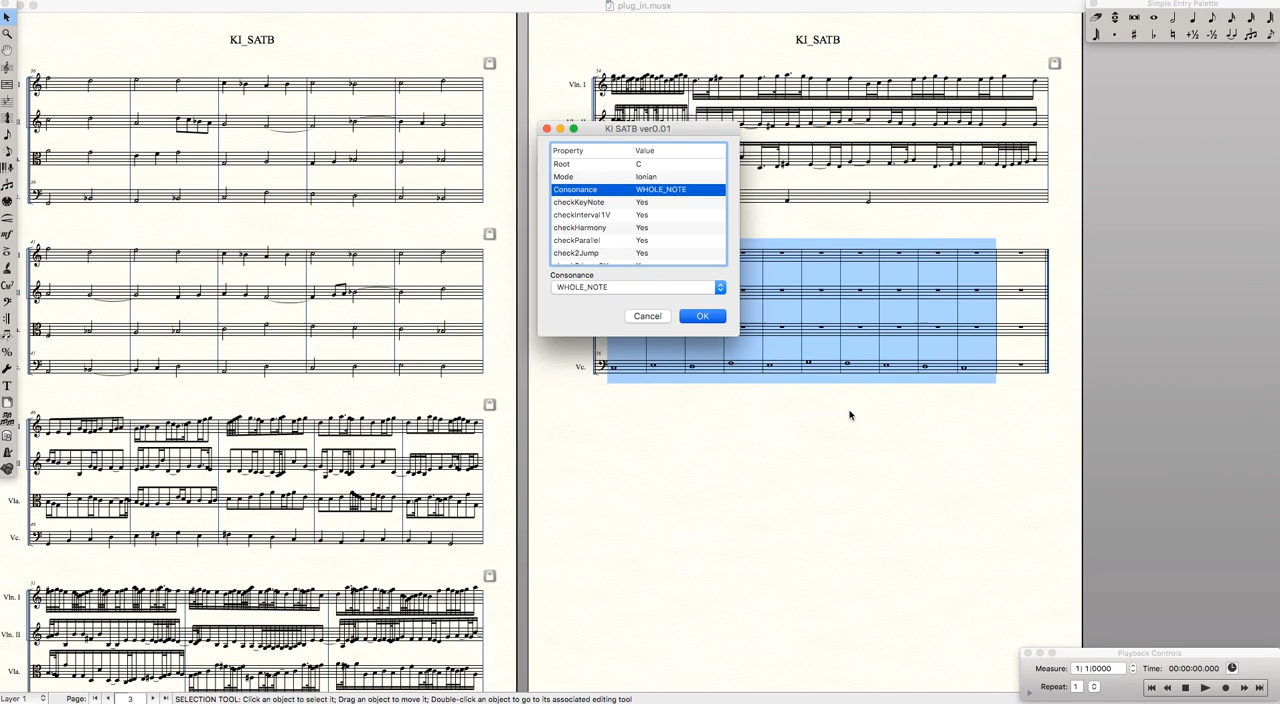 plug_in.musx
Simple Entry Palette
KI_SATB
KI_SATB
Vln. I
KI SATB ver0.01
Property Value
Root C
Mode Ionian
Consonance WHOLE_NOTE
checkKeyNote Yes
checkInterval1V Yes
checkHarmony Yes
checkParallel Yes
check2Jump Yes
Consonance
WHOLE_NOTE
Cancel OK
Vc.
Vla.
Vc.
Vln. I
Vln. II
Vla.
Playback Controls
Measure: 1| 1|0000 Time: 00:00:00.000
Repeat: 1
Layer 1 Page: 3 SELECTION TOOL: Click an object to select it; Drag an object to move it; Double-click an object to go to its associated editing tool